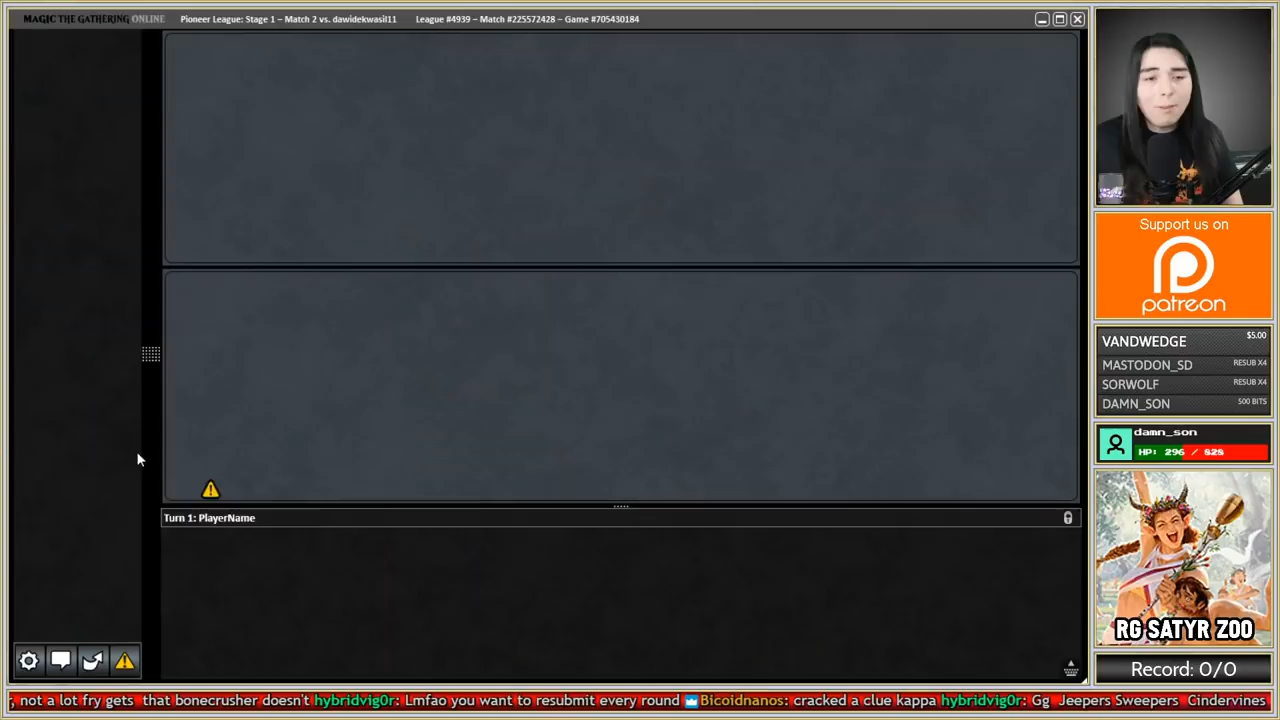 MAGIC THE GATHERING ONLINE Pioneer League: Stage 1 – Match 2 vs. dawidekwasil11 League #4939 – Match #225572428 – Game #705430184
Support us on
patreon
VANDWEDGE $5.00
MASTODON_SD RESUB X4
SORWOLF RESUB X4
DAMN_SON 500 BITS
damn_son
HP: 296 / 828
Turn 1: PlayerName
RG SATYR ZOO
Record: 0/0
; not a lot fry gets that bonecrusher doesn't hybridvig0r: Lmfao you want to resubmit every round Bicoidnanos: cracked a clue kappa hybridvig0r: Gg Jeepers Sweepers Cindervines